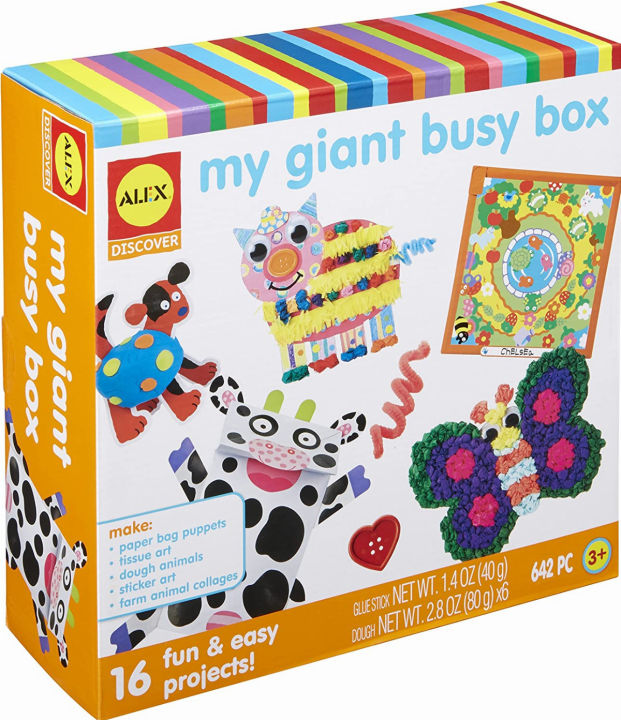 my giant busy box
ALEX®
DISCOVER
ALEX®
DISCOVER
my giant
busy box
CHELSEA
make:
• paper bag puppets
• tissue art
• dough animals
• sticker art
• farm animal collages
16 fun & easy
projects!
GLUE STICK NET WT. 1.4 OZ (40 g)
DOUGH NET WT. 2.8 OZ (80 g) x6
642 PC
3+